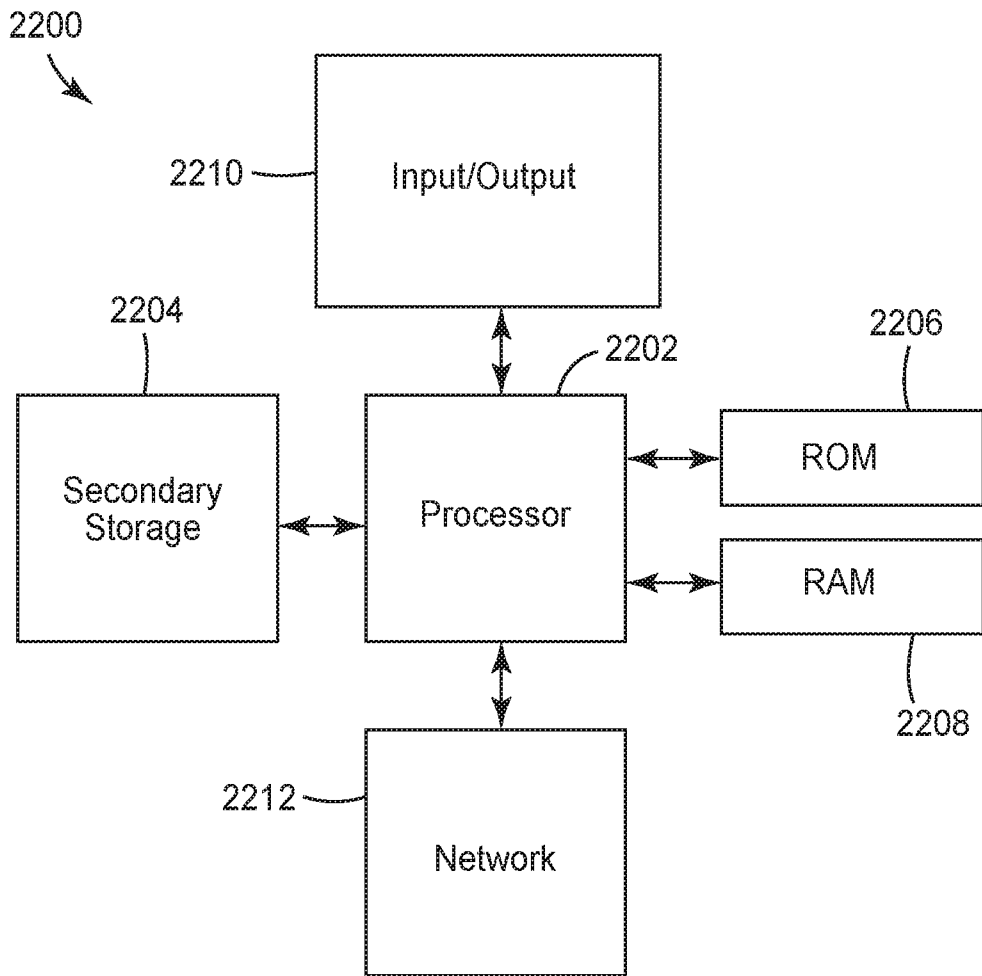 2200
2210
Input/Output
2204
2202
2206
Secondary
Storage
Processor
ROM
RAM
2208
2212
Network